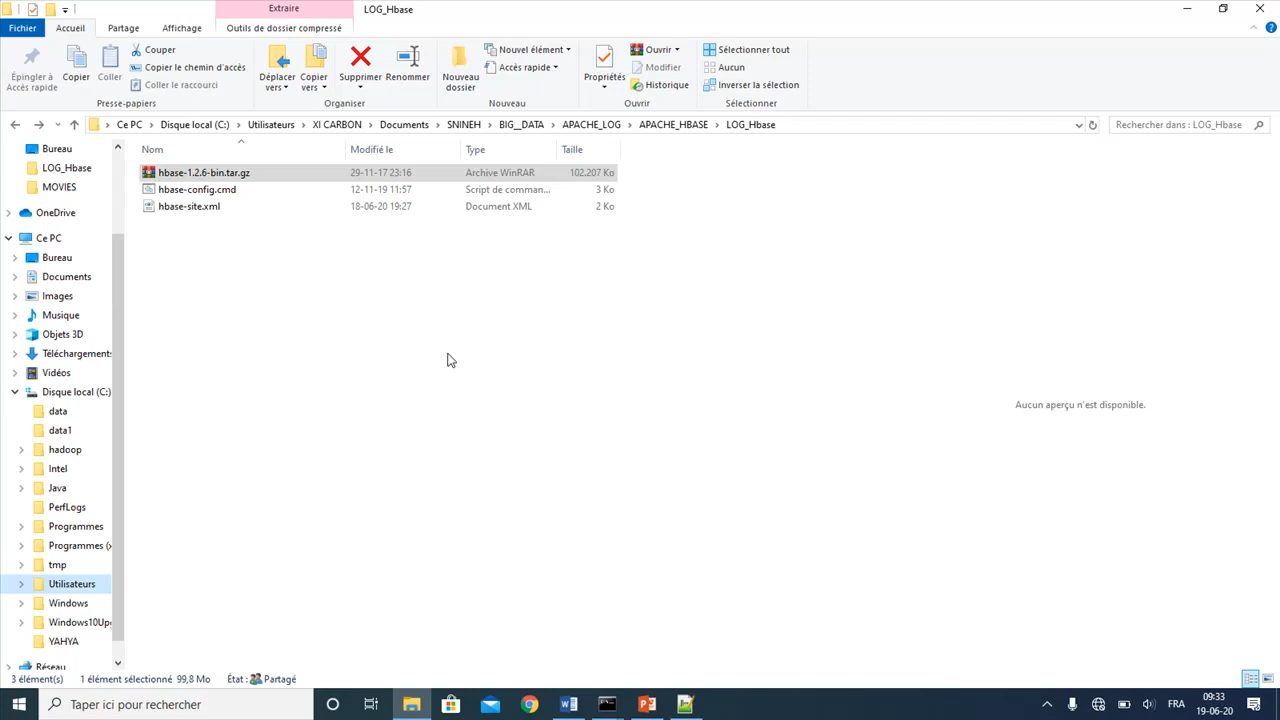 Extraire
LOG_Hbase
Fichier
Accueil
Partage
Affichage
Outils de dossier compressé
Épingler à Accès rapide
Copier
Coller
Couper
Copier le chemin d'accès
Coller le raccourci
Presse-papiers
Déplacer vers
Copier vers
Supprimer
Renommer
Organiser
Nouveau dossier
Nouvel élément
Accès rapide
Nouveau
Propriétés
Ouvrir
Modifier
Historique
Ouvrir
Sélectionner tout
Aucun
Inverser la sélection
Sélectionner
Ce PC > Disque local (C:) > Utilisateurs > XI CARBON > Documents > SNINEH > BIG__DATA > APACHE_LOG > APACHE_HBASE > LOG_Hbase
Rechercher dans : LOG_Hbase
Nom Modifié le Type Taille
hbase-1.2.6-bin.tar.gz 29-11-17 23:16 Archive WinRAR 102.207 Ko
hbase-config.cmd 12-11-19 11:57 Script de comman... 3 Ko
hbase-site.xml 18-06-20 19:27 Document XML 2 Ko
Bureau
LOG_Hbase
MOVIES
OneDrive
Ce PC
Bureau
Documents
Images
Musique
Objets 3D
Téléchargement
Vidéos
Disque local (C:)
data
data1
hadoop
Intel
Java
PerfLogs
Programmes
Programmes (
tmp
Utilisateurs
Windows
Windows10Up
YAHYA
Réseau
Aucun aperçu n'est disponible.
3 élément(s) 1 élément sélectionné 99,8 Mo État : Partagé
Taper ici pour rechercher
FRA
09:33
19-06-20